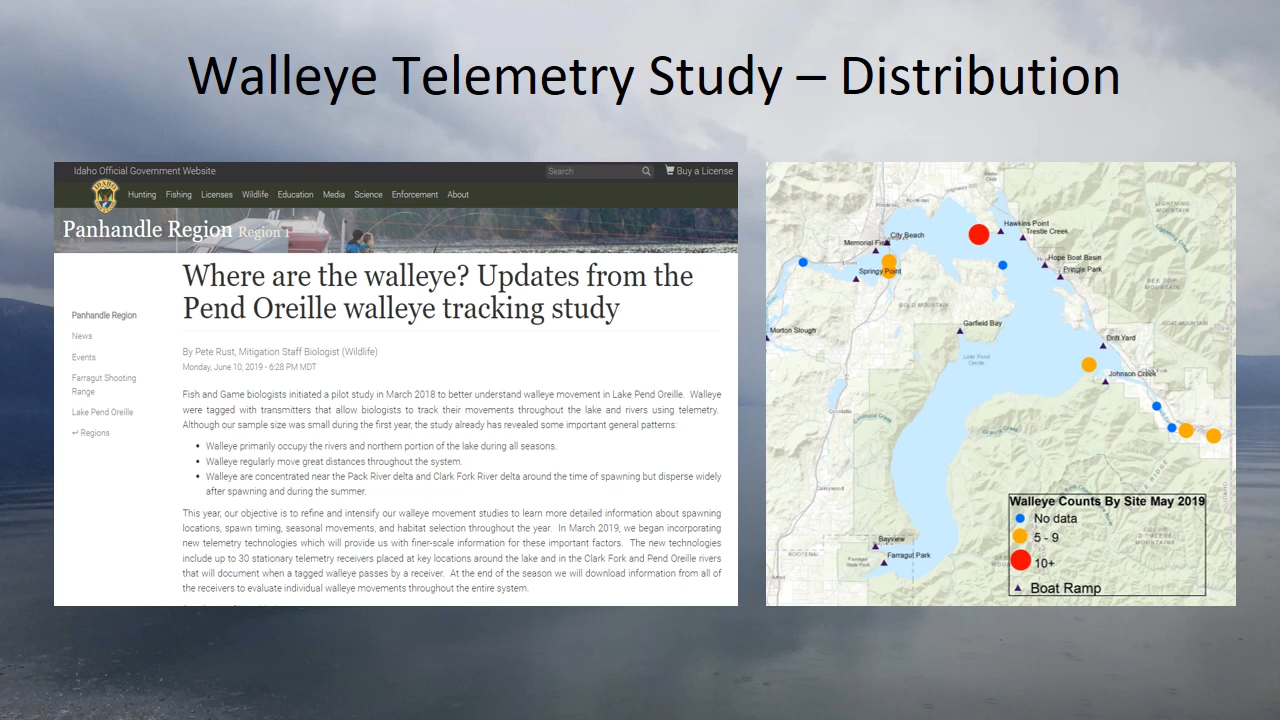 Walleye Telemetry Study – Distribution
Idaho Official Government Website
Search
Buy a License
Hunting Fishing Licenses Wildlife Education Media Science Enforcement About
Panhandle Region Region 1
Where are the walleye? Updates from the
Pend Oreille walleye tracking study
Panhandle Region
News
Events
Farragut Shooting
Range
Lake Pend Oreille
↩ Regions
By Pete Rust, Mitigation Staff Biologist (Wildlife)
Monday, June 10, 2019 - 6:28 PM MDT
Fish and Game biologists initiated a pilot study in March 2018 to better understand walleye movement in Lake Pend Oreille. Walleye
were tagged with transmitters that allow biologists to track their movements throughout the lake and rivers using telemetry.
Although our sample size was small during the first year, the study already has revealed some important general patterns:
• Walleye primarily occupy the rivers and northern portion of the lake during all seasons.
• Walleye regularly move great distances throughout the system.
• Walleye are concentrated near the Pack River delta and Clark Fork River delta around the time of spawning but disperse widely
after spawning and during the summer.
This year, our objective is to refine and intensify our walleye movement studies to learn more detailed information about spawning
locations, spawn timing, seasonal movements, and habitat selection throughout the year. In March 2019, we began incorporating
new telemetry technologies which will provide us with finer-scale information for these important factors. The new technologies
include up to 30 stationary telemetry receivers placed at key locations around the lake and in the Clark Fork and Pend Oreille rivers
that will document when a tagged walleye passes by a receiver. At the end of the season we will download information from all of
the receivers to evaluate individual walleye movements throughout the entire system.
LIGHTNING
MOUNTAIN
Hawkins Point
Trestle Creek
City Beach
Memorial Field
Hope Boat Basin
Pringle Park
Springy Point
BEE TOP
MOUNTAIN
GOLD MOUNTAIN
Garfield Bay
GOAT MOUNTAIN
Morton Slough
Drift Yard
Lake Pend
Oreille
Johnson Creek
Bayview
KOOTENAI
Farragut Park
Walleye Counts By Site May 2019
No data
5 - 9
10+
Boat Ramp